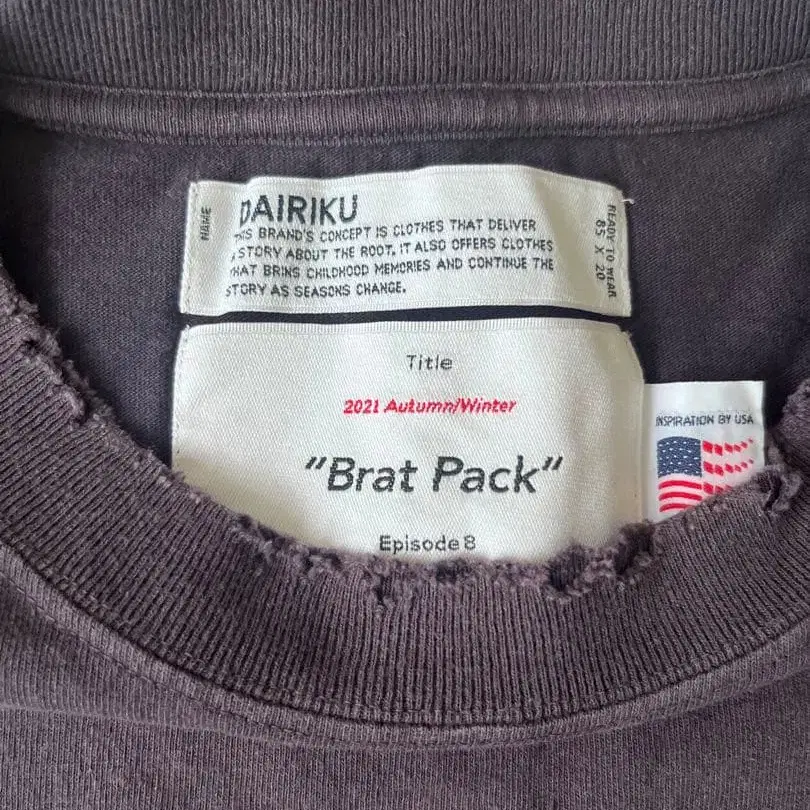 NAME
DAIRIKU
THIS BRAND'S CONCEPT IS CLOTHES THAT DELIVER
A STORY ABOUT THE ROOT. IT ALSO OFFERS CLOTHES
THAT BRING CHILDHOOD MEMORIES AND CONTINUE THE
STORY AS SEASONS CHANGE.
READY TO WEAR
85 X 20
Title
2021 Autumn/Winter
"Brat Pack"
Episode 8
INSPIRATION BY USA